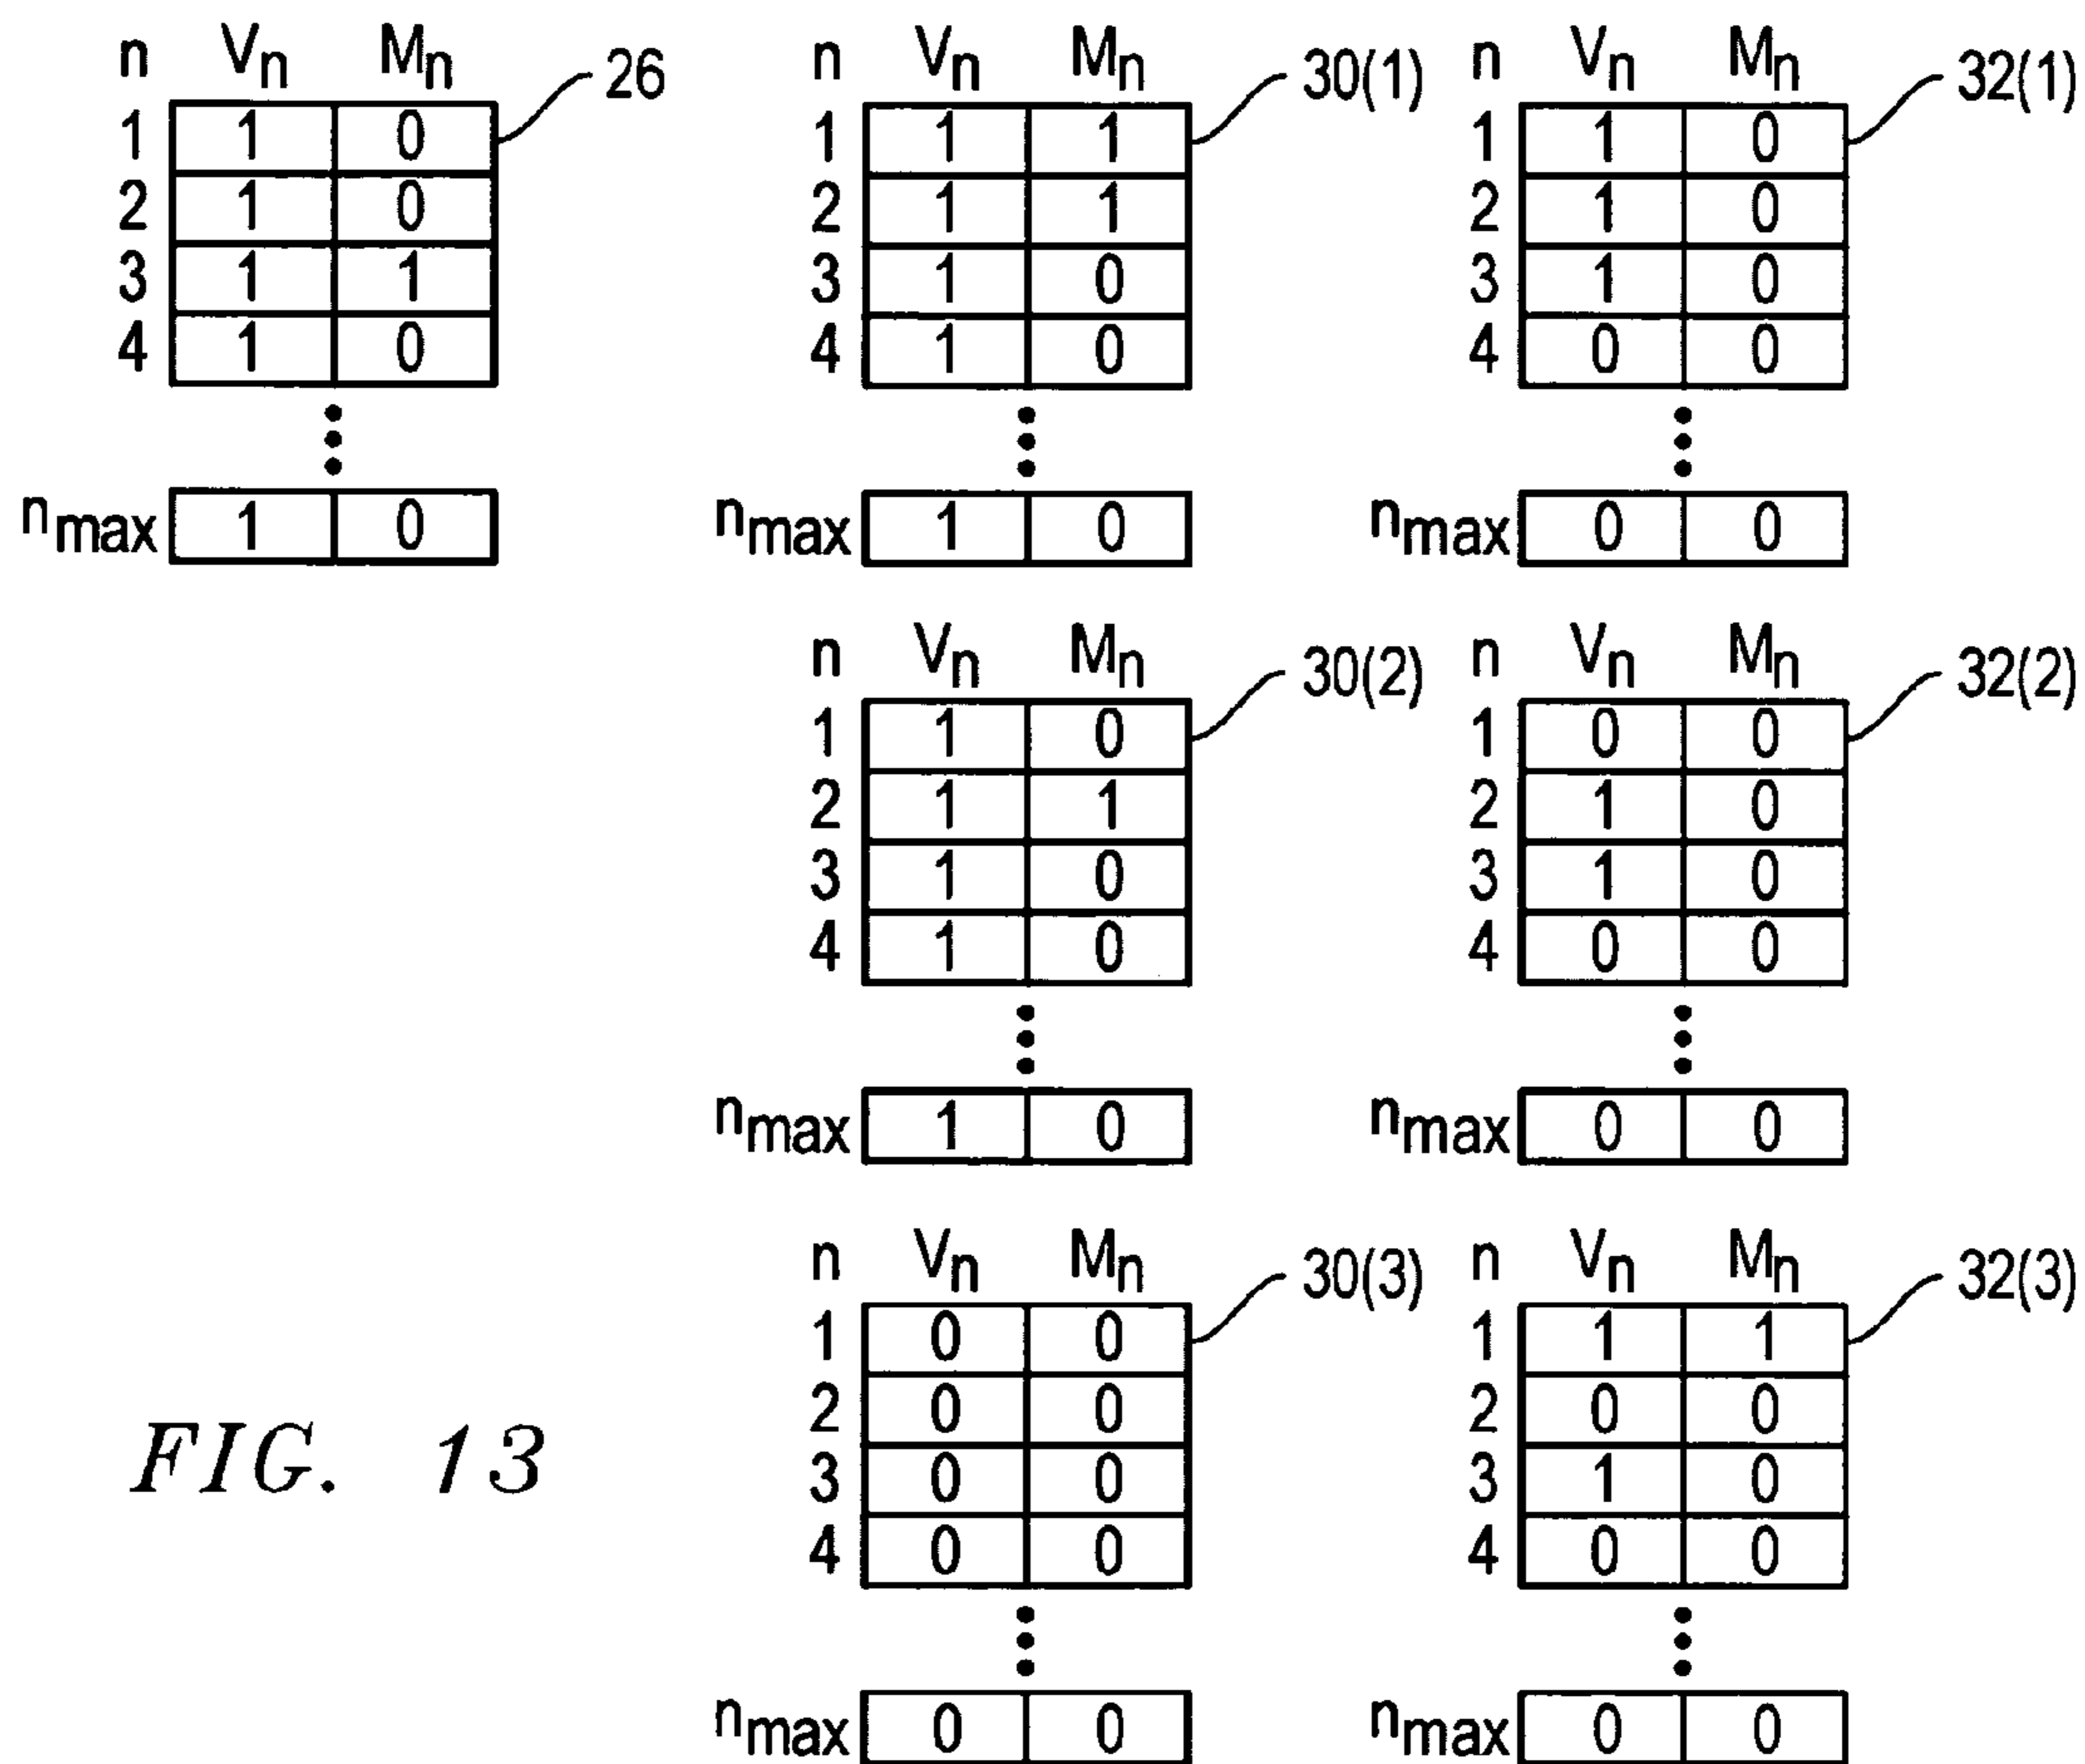 n Vn Mn 26
1 1 0
2 1 0
3 1 1
4 1 0
nmax 1 0
n Vn Mn 30(1)
1 1 1
2 1 1
3 1 0
4 1 0
nmax 1 0
n Vn Mn 32(1)
1 1 0
2 1 0
3 1 0
4 0 0
nmax 0 0
n Vn Mn 30(2)
1 1 0
2 1 1
3 1 0
4 1 0
nmax 1 0
n Vn Mn 32(2)
1 0 0
2 1 0
3 1 0
4 0 0
nmax 0 0
n Vn Mn 30(3)
1 0 0
2 0 0
3 0 0
4 0 0
nmax 0 0
n Vn Mn 32(3)
1 1 1
2 0 0
3 1 0
4 0 0
nmax 0 0
FIG. 13